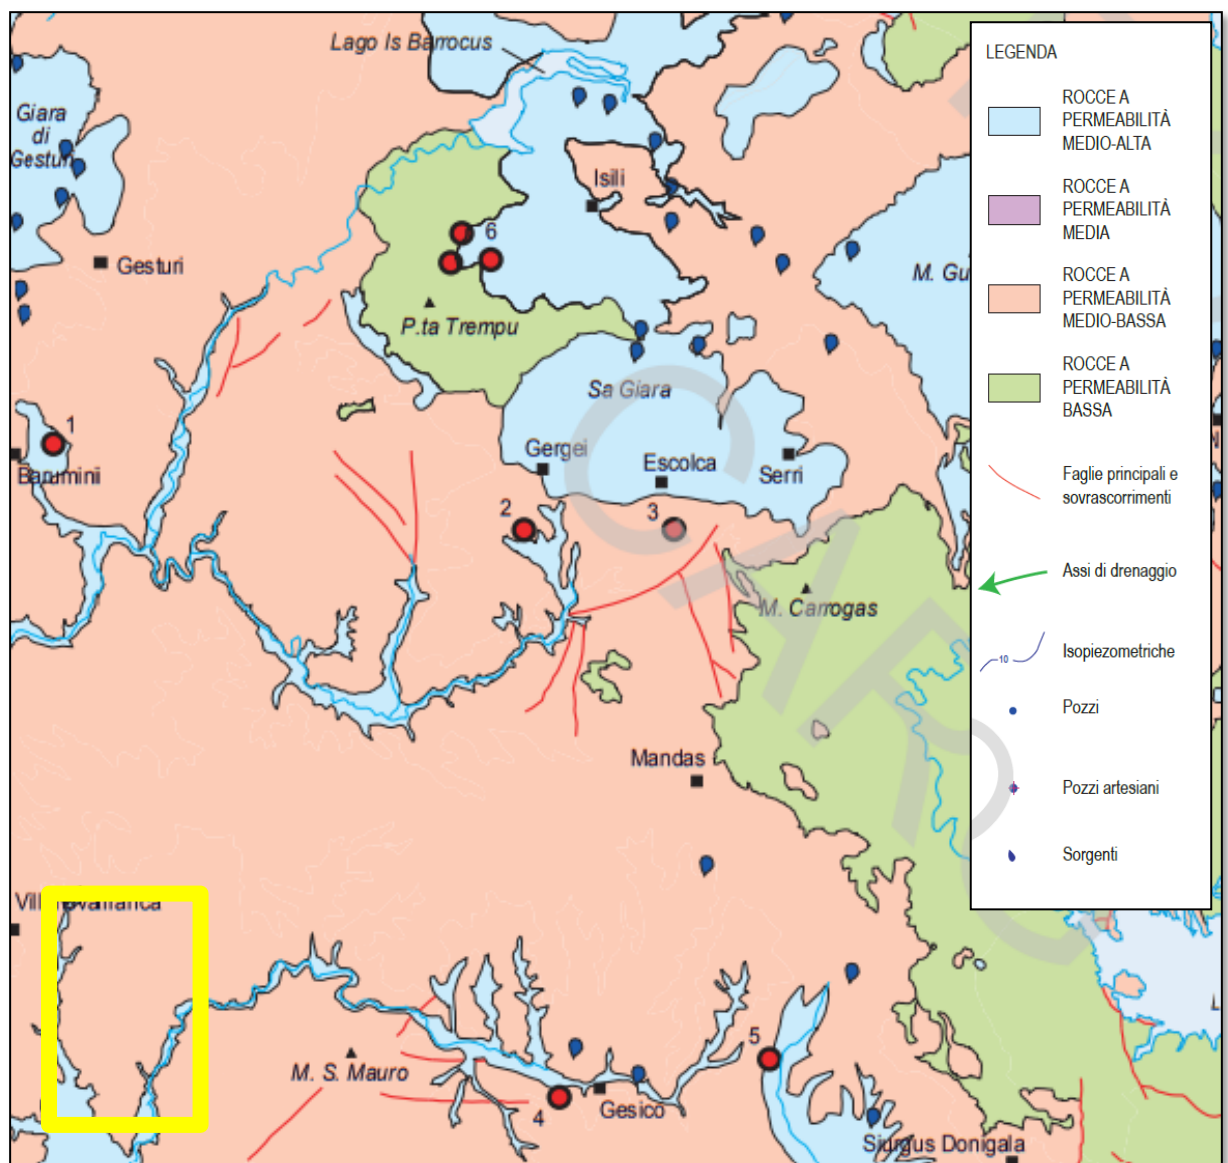 Lago Is Barrocus
Giara
di
Gesturi
Isili
6
Gesturi
M. Gu
P.ta Trempu
Sa Giara
1
Barumini
Gergei
Escolca
Serri
2
3
M. Carrogas
Mandas
Villanovafranca
5
M. S. Mauro
4
Gesico
Siurgus Donigala
CARG
LEGENDA
ROCCE A
PERMEABILITÀ
MEDIO-ALTA
ROCCE A
PERMEABILITÀ
MEDIA
ROCCE A
PERMEABILITÀ
MEDIO-BASSA
ROCCE A
PERMEABILITÀ
BASSA
Faglie principali e
sovrascorrimenti
Assi di drenaggio
10
Isopiezometriche
Pozzi
Pozzi artesiani
Sorgenti